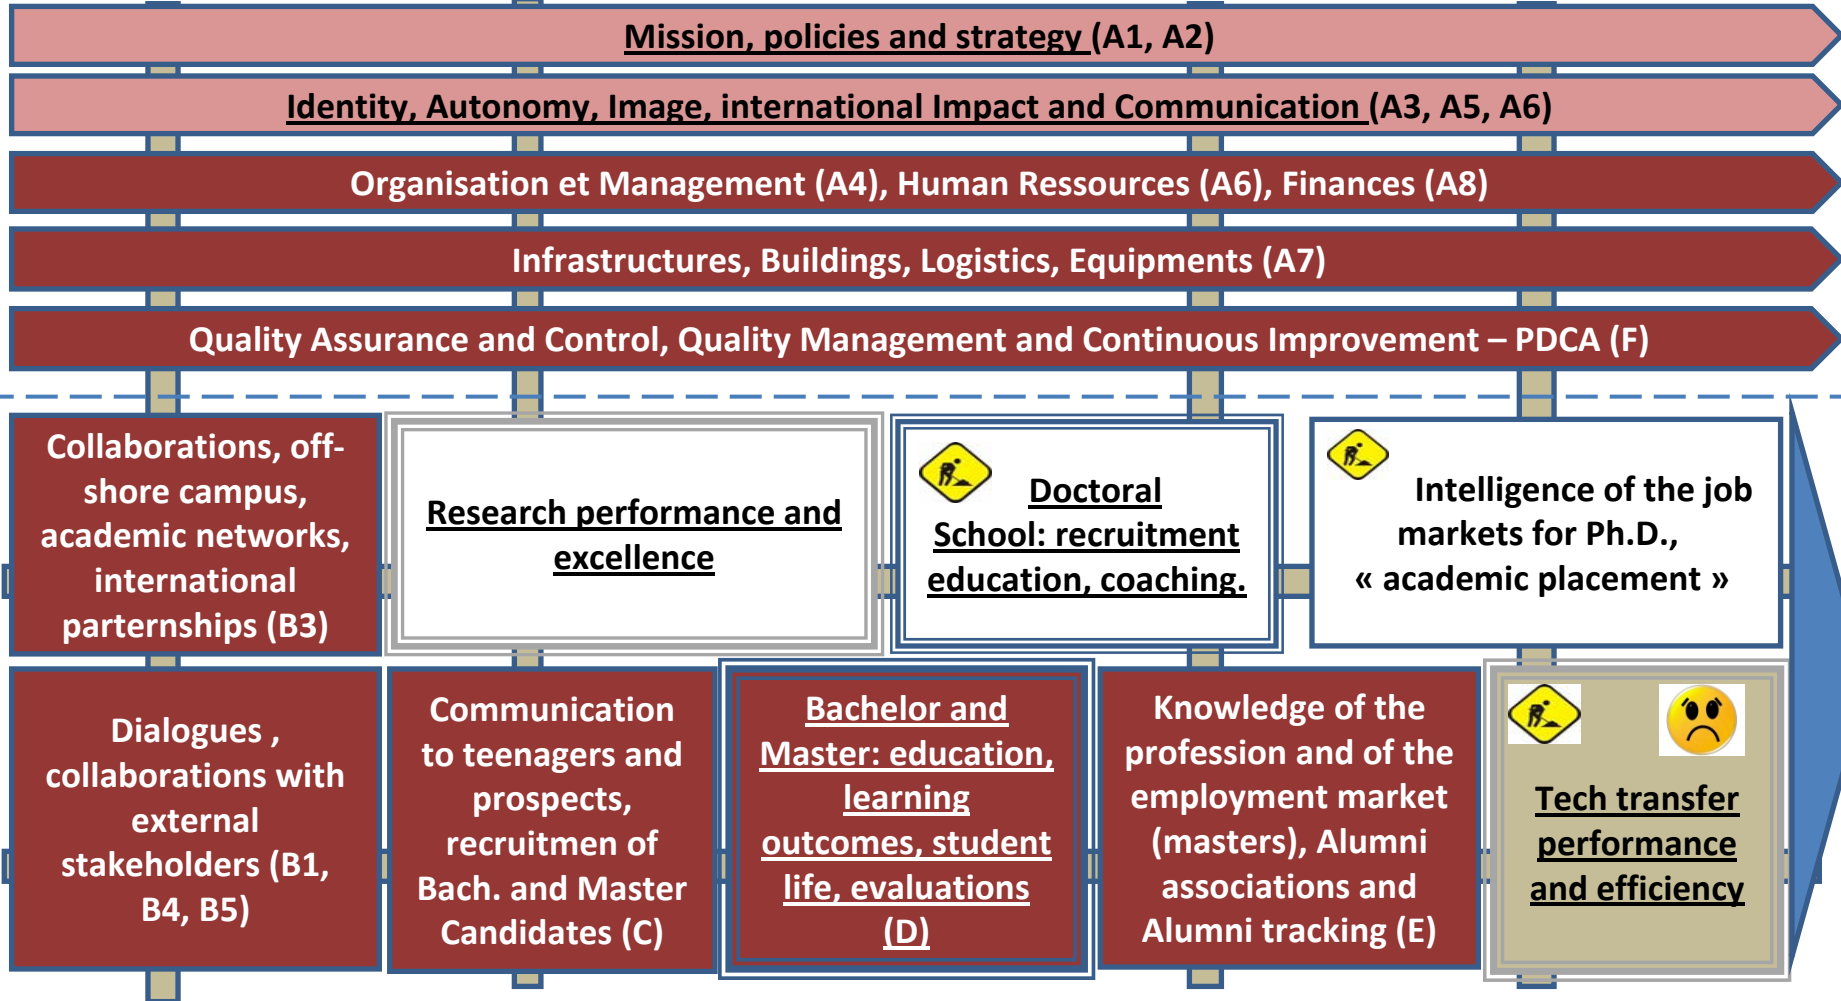 Mission, policies and strategy (A1, A2)
Identity, Autonomy, Image, international Impact and Communication (A3, A5, A6)
Organisation et Management (A4), Human Ressources (A6), Finances (A8)
Infrastructures, Buildings, Logistics, Equipments (A7)
Quality Assurance and Control, Quality Management and Continuous Improvement – PDCA (F)
Collaborations, off-
shore campus,
academic networks,
international
parternships (B3)
Research performance and
excellence
Doctoral
School: recruitment
education, coaching.
Intelligence of the job
markets for Ph.D.,
« academic placement »
Dialogues ,
collaborations with
external
stakeholders (B1,
B4, B5)
Communication
to teenagers and
prospects,
recruitmen of
Bach. and Master
Candidates (C)
Bachelor and
Master: education,
learning
outcomes, student
life, evaluations
(D)
Knowledge of the
profession and of the
employment market
(masters), Alumni
associations and
Alumni tracking (E)
Tech transfer
performance
and efficiency